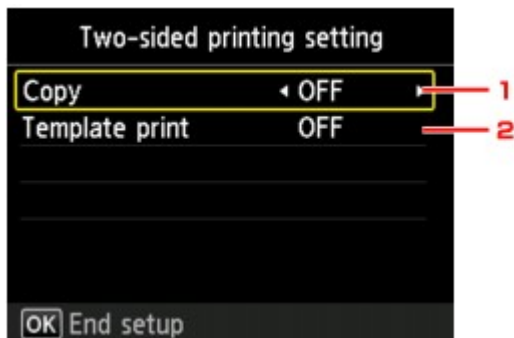 Two-sided printing setting
Copy OFF 1
Template print OFF 2
OK End setup